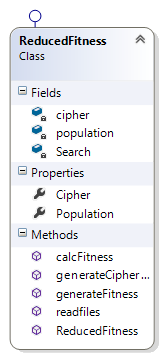 ReducedFitness
Class
Fields
cipher
population
Search
Properties
Cipher
Population
Methods
calcFitness
generateCipher...
generateFitness
readfiles
ReducedFitness